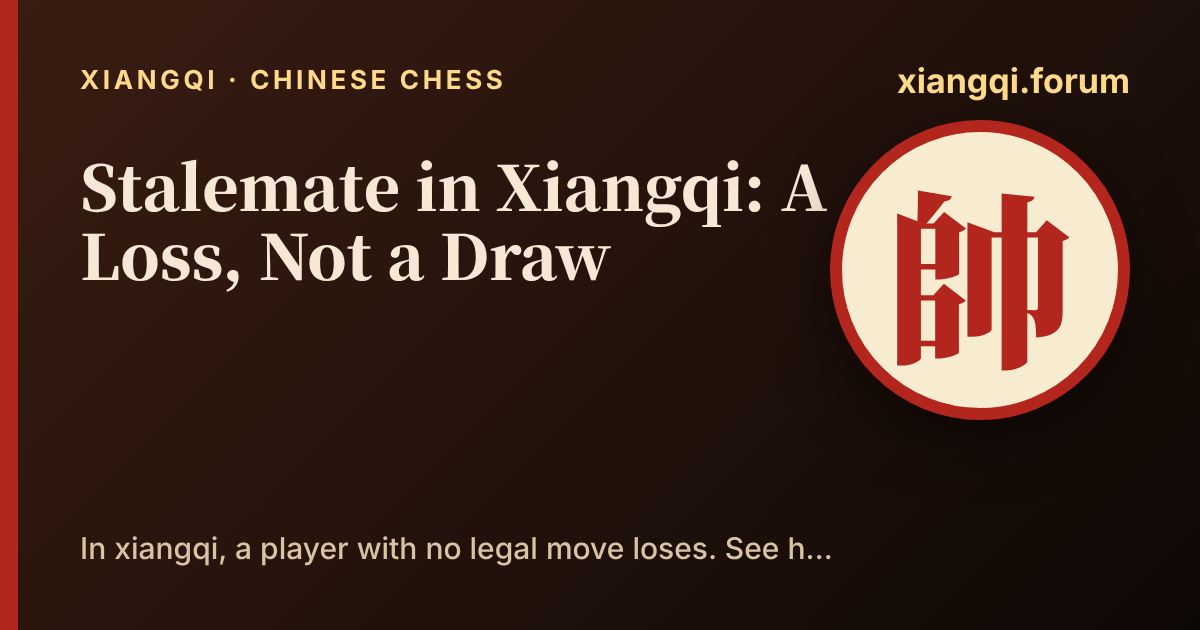 XIANGQI · CHINESE CHESS
xiangqi.forum
Stalemate in Xiangqi: A
Loss, Not a Draw
帥
In xiangqi, a player with no legal move loses. See h...